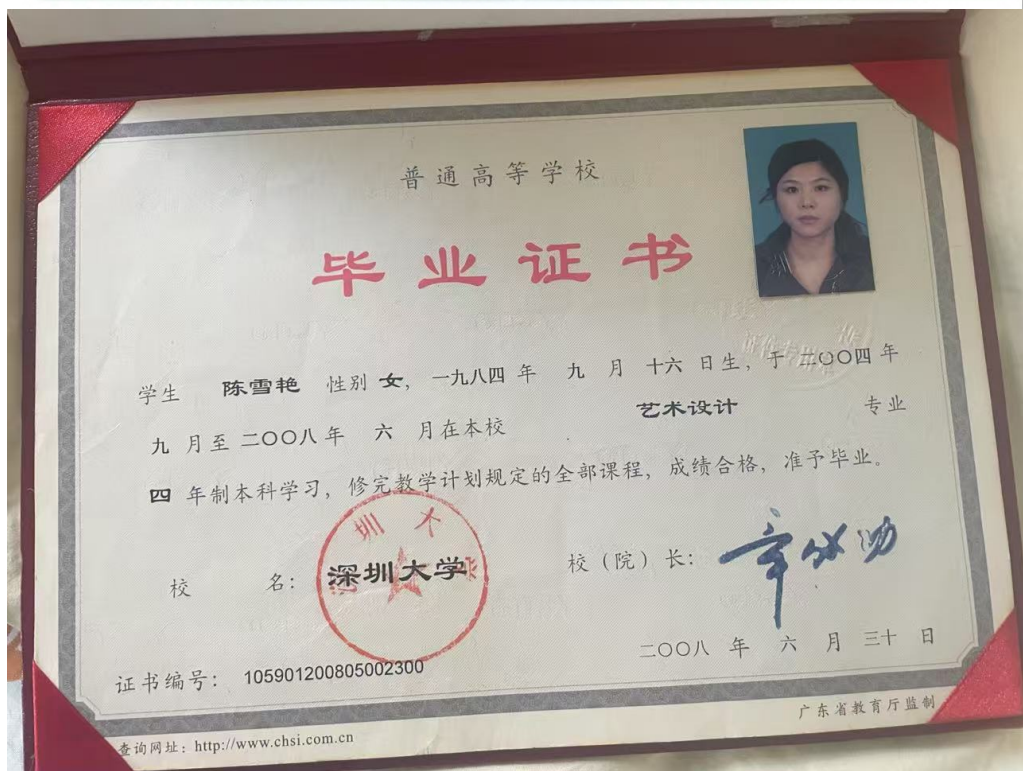 普通高等学校
毕业证书
学生 陈雪艳 性别 女，一九八四 年 九 月 十六 日生，于 二〇〇四 年
九 月至 二〇〇八 年 六 月在本校 艺术设计 专业
四 年制本科学习，修完教学计划规定的全部课程，成绩合格，准予毕业。
校 名： 深圳大学 校（院）长：
二〇〇八 年 六 月 三十 日
证书编号： 105901200805002300
广东省教育厅监制
查询网址：http://www.chsi.com.cn